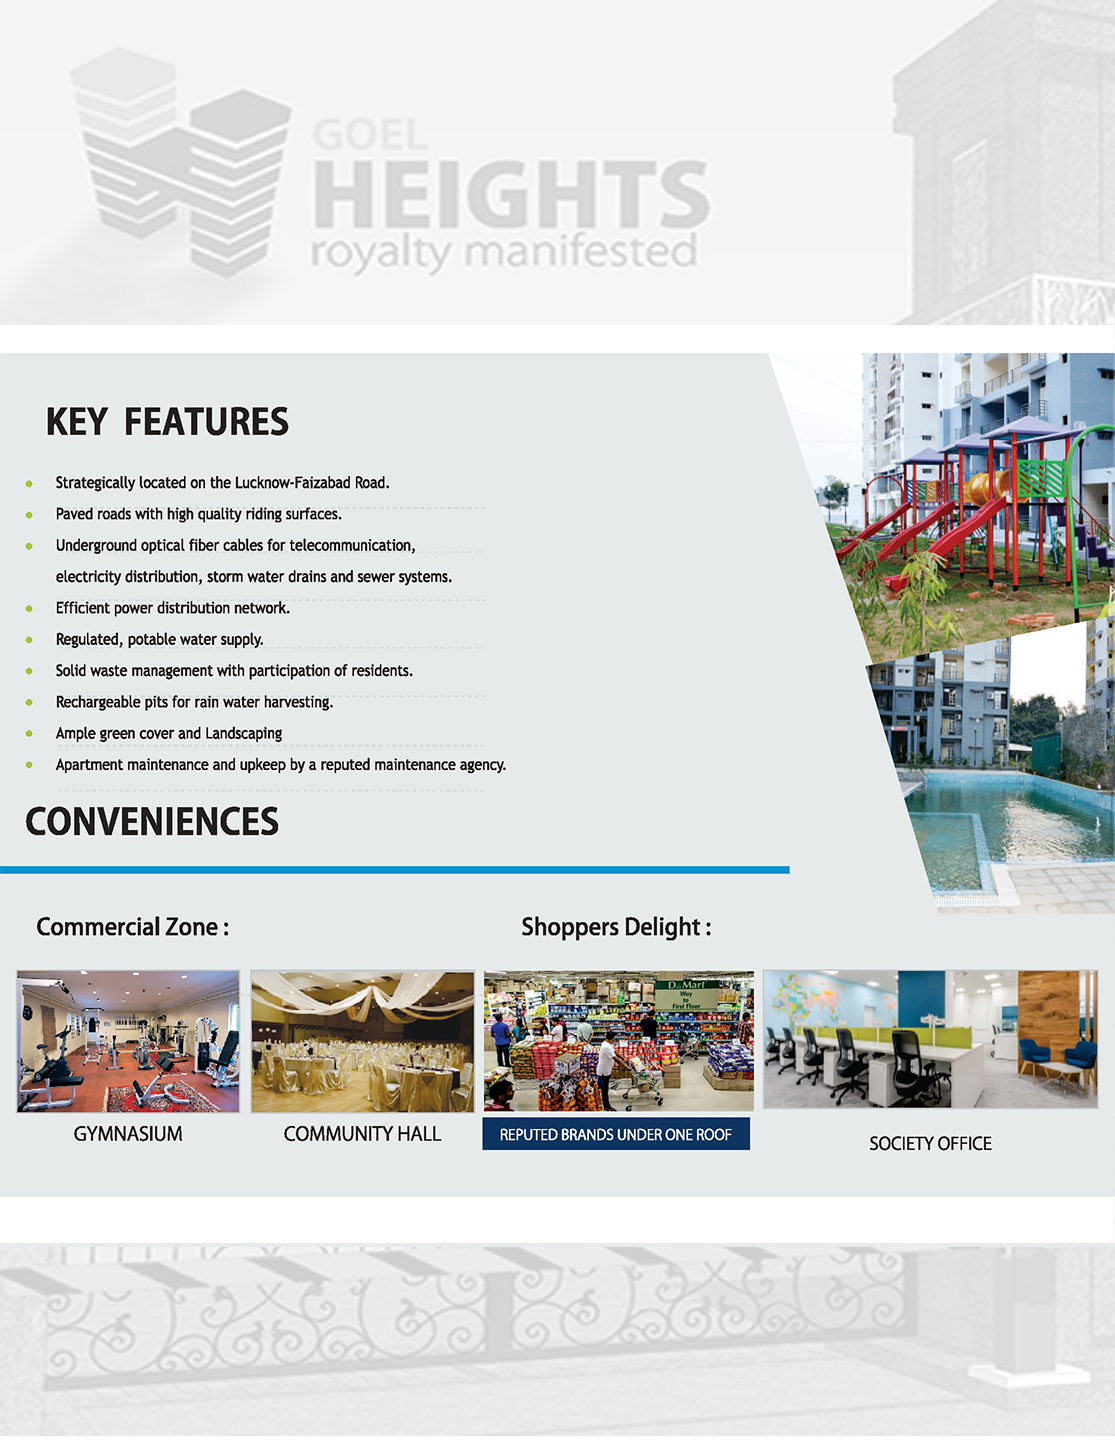 GOEL
HEIGHTS
royalty manifested
KEY FEATURES
Strategically located on the Lucknow-Faizabad Road.
Paved roads with high quality riding surfaces.
Underground optical fiber cables for telecommunication,
electricity distribution, storm water drains and sewer systems.
Efficient power distribution network.
Regulated, potable water supply.
Solid waste management with participation of residents.
Rechargeable pits for rain water harvesting.
Ample green cover and Landscaping
Apartment maintenance and upkeep by a reputed maintenance agency.
CONVENIENCES
Commercial Zone :
Shoppers Delight :
D Mart
Way
to
First Floor
GYMNASIUM
COMMUNITY HALL
REPUTED BRANDS UNDER ONE ROOF
SOCIETY OFFICE